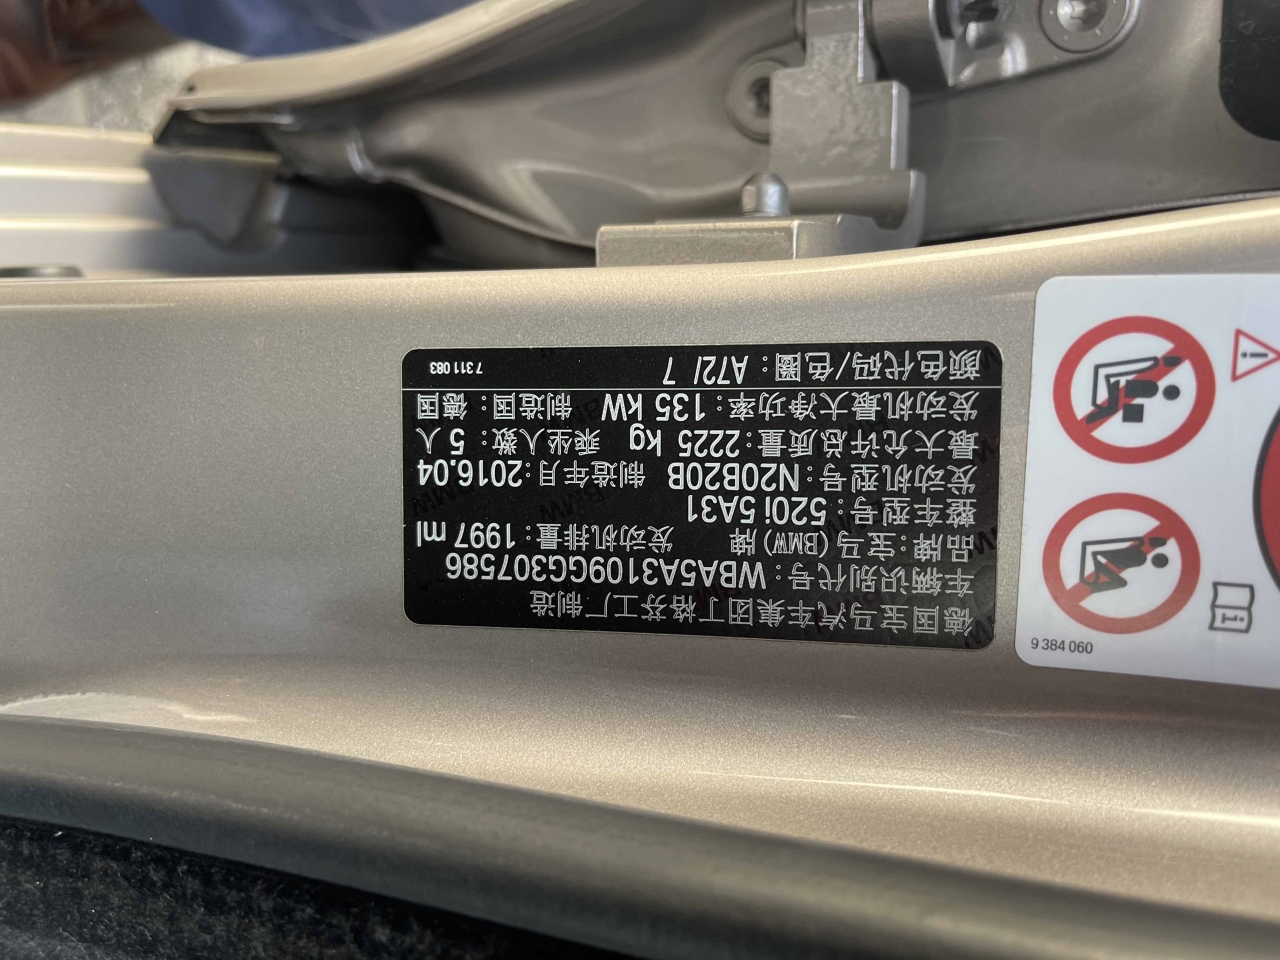 德国宝马汽车集团丁格芬工厂制造
车辆识别代号：WBA5A3109GG307586
品牌：宝马(BMW)牌 发动机排量：1997 ml
整车型号：520i 5A31
发动机型号：N20B20B 制造年月：2016.04
最大允许总质量：2225 kg 乘坐人数：5 人
发动机最大净功率：135 kW 制造国：德国
颜色代码/色圈：A72/ 7
7 311 083
9 384 060